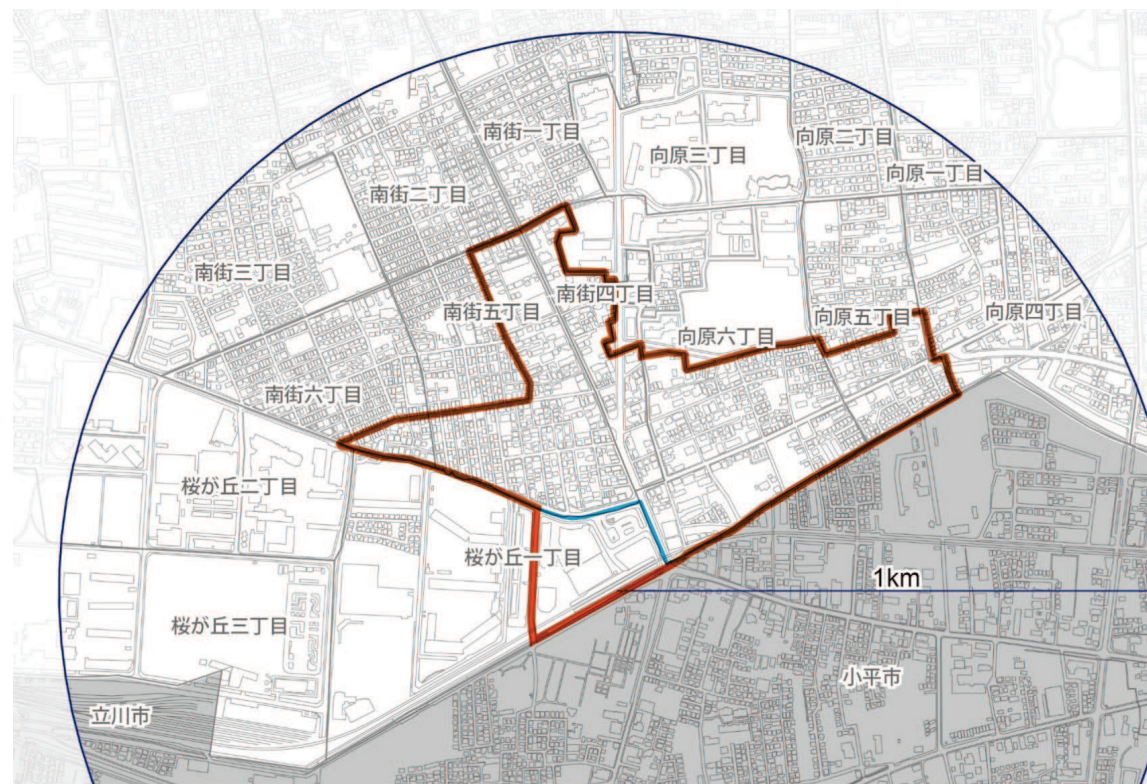 南街一丁目
向原二丁目
向原三丁目
向原一丁目
南街二丁目
南街三丁目
南街四丁目
南街五丁目
向原四丁目
向原五丁目
向原六丁目
南街六丁目
桜が丘二丁目
桜が丘一丁目
1km
桜が丘三丁目
小平市
立川市